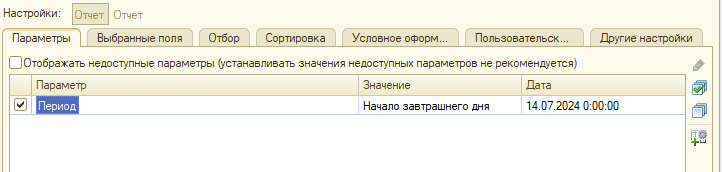 Настройки: Отчет Отчет
Параметры Выбранные поля Отбор Сортировка Условное оформ... Пользовательск... Другие настройки
Отображать недоступные параметры (устанавливать значения недоступных параметров не рекомендуется)
Параметр Значение Дата
Период Начало завтрашнего дня 14.07.2024 0:00:00